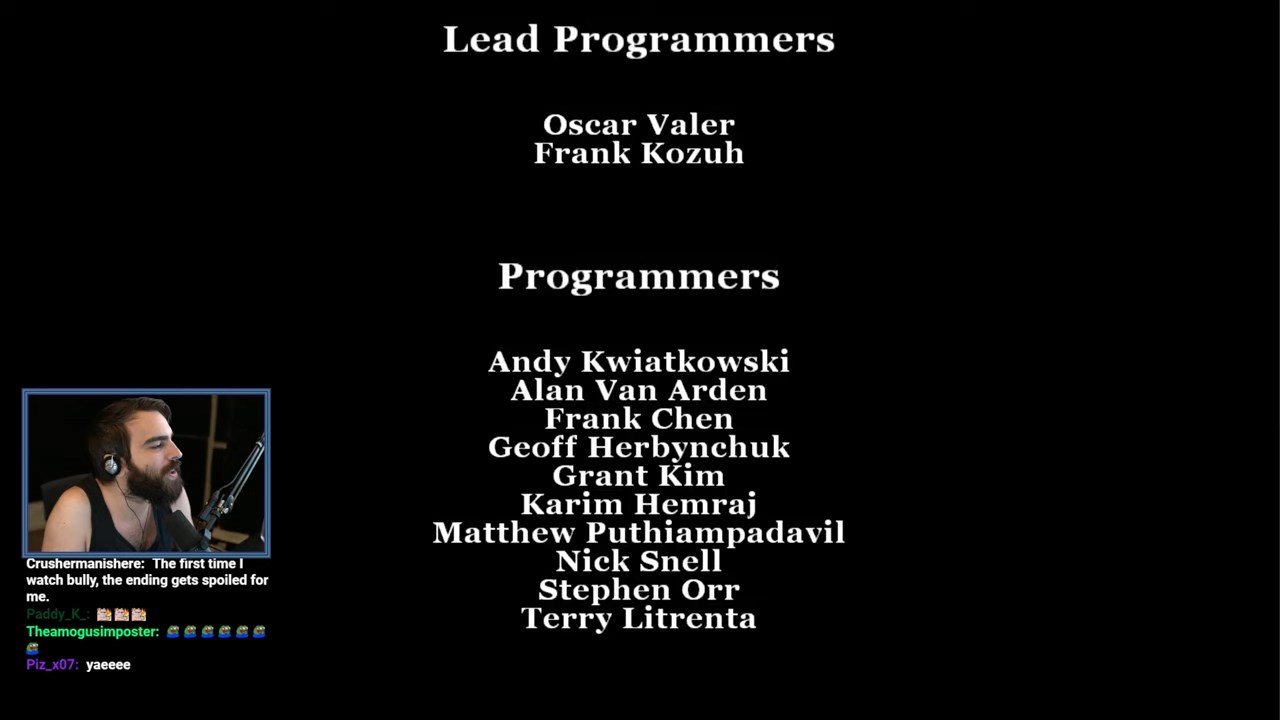 Lead Programmers
Oscar Valer
Frank Kozuh
Programmers
Andy Kwiatkowski
Alan Van Arden
Frank Chen
Geoff Herbynchuk
Grant Kim
Karim Hemraj
Matthew Puthiampadavil
Nick Snell
Stephen Orr
Terry Litrenta
Crushermanishere: The first time I
watch bully, the ending gets spoiled for
me.
Paddy_K_:
Theamogusimposter:
Piz_x07: yaeeee